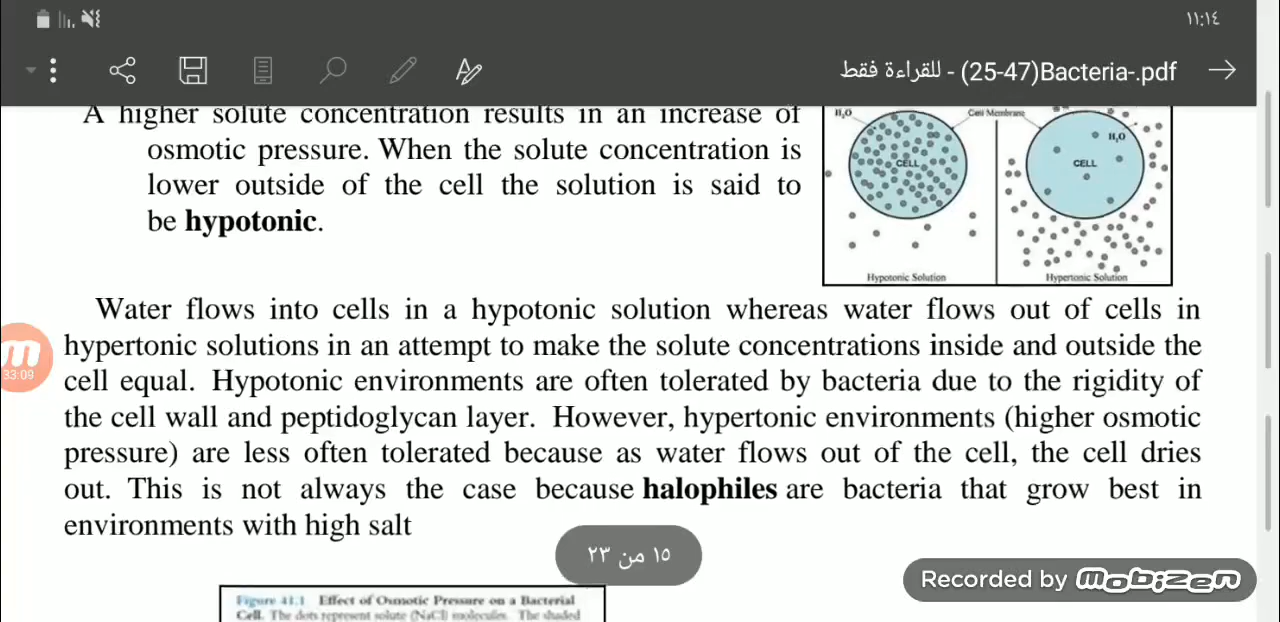 ١١:١٤
(25-47)Bacteria-.pdf - للقراءة فقط
A higher solute concentration results in an increase of
osmotic pressure. When the solute concentration is
lower outside of the cell the solution is said to
be hypotonic.
H₂O
Cell Membrane
H₂O
CELL
CELL
Hypotonic Solution
Hypertonic Solution
Water flows into cells in a hypotonic solution whereas water flows out of cells in
hypertonic solutions in an attempt to make the solute concentrations inside and outside the
cell equal. Hypotonic environments are often tolerated by bacteria due to the rigidity of
the cell wall and peptidoglycan layer. However, hypertonic environments (higher osmotic
pressure) are less often tolerated because as water flows out of the cell, the cell dries
out. This is not always the case because halophiles are bacteria that grow best in
environments with high salt
m
33:09
١٥ من ٢٣
Recorded by Mobizen
Figure 41.1 Effect of Osmotic Pressure on a Bacterial
Cell. The dots represent solute (NaCl) molecules. The shaded